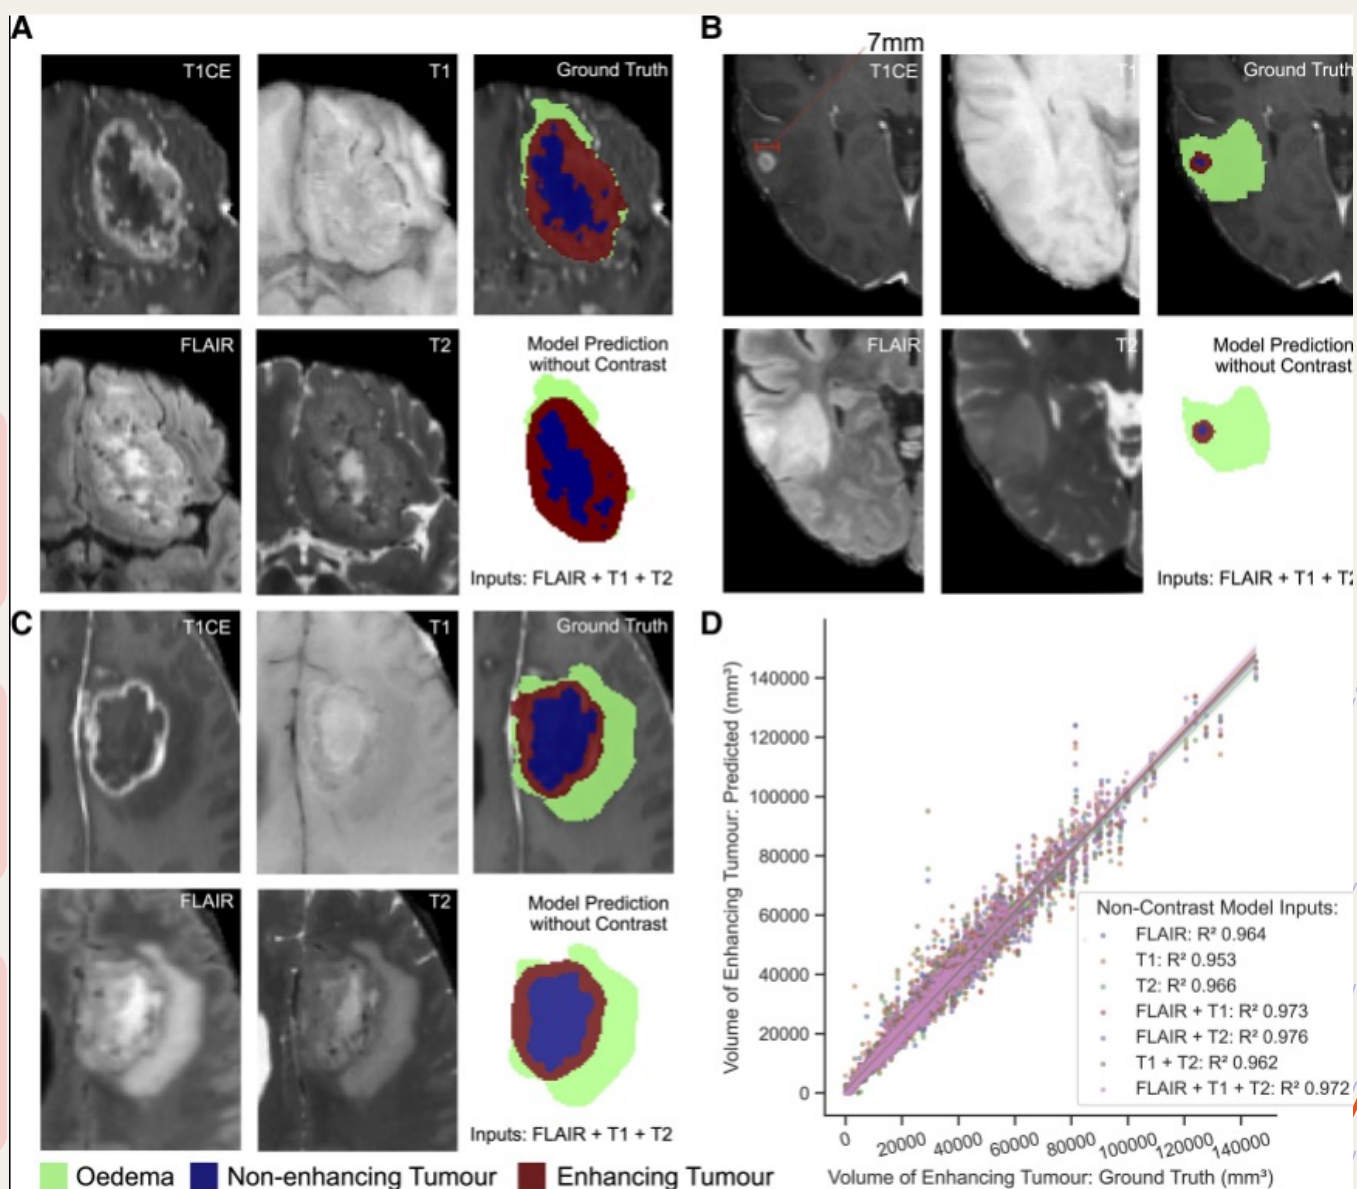 A
T1CE
T1
Ground Truth
FLAIR
T2
Model Prediction
without Contrast
Inputs: FLAIR + T1 + T2
B
7mm
T1CE
T1
Ground Truth
FLAIR
T2
Model Prediction
without Contrast
Inputs: FLAIR + T1 + T2
C
T1CE
T1
Ground Truth
FLAIR
T2
Model Prediction
without Contrast
Inputs: FLAIR + T1 + T2
Oedema
Non-enhancing Tumour
Enhancing Tumour
D
Volume of Enhancing Tumour: Predicted (mm³)
140000
120000
100000
80000
60000
40000
20000
0
Non-Contrast Model Inputs:
FLAIR: R² 0.964
T1: R² 0.953
T2: R² 0.966
FLAIR + T1: R² 0.973
FLAIR + T2: R² 0.976
T1 + T2: R² 0.962
FLAIR + T1 + T2: R² 0.972
0 20000 40000 60000 80000 100000 120000 140000
Volume of Enhancing Tumour: Ground Truth (mm³)